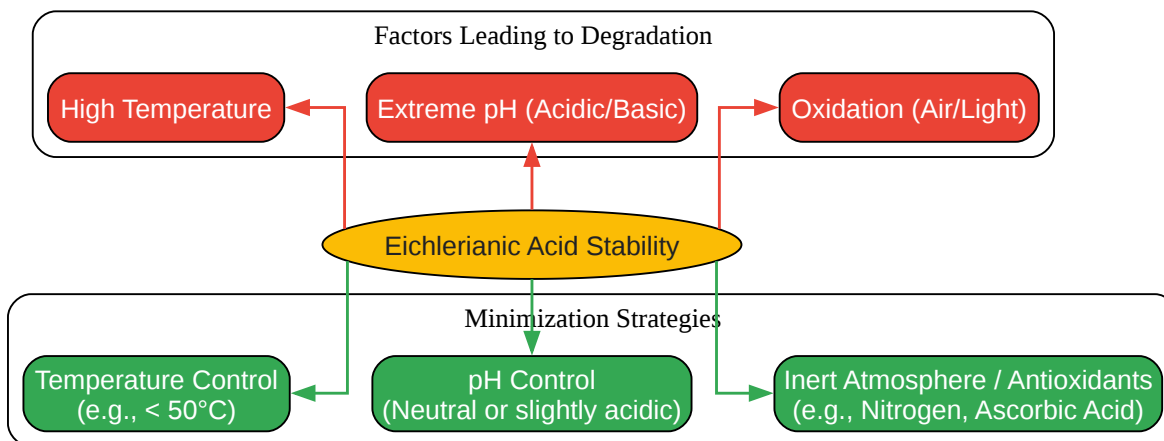 Factors Leading to Degradation
High Temperature
Extreme pH (Acidic/Basic)
Oxidation (Air/Light)
Eichlerianic Acid Stability
Minimization Strategies
Temperature Control
(e.g., < 50°C)
pH Control
(Neutral or slightly acidic)
Inert Atmosphere / Antioxidants
(e.g., Nitrogen, Ascorbic Acid)